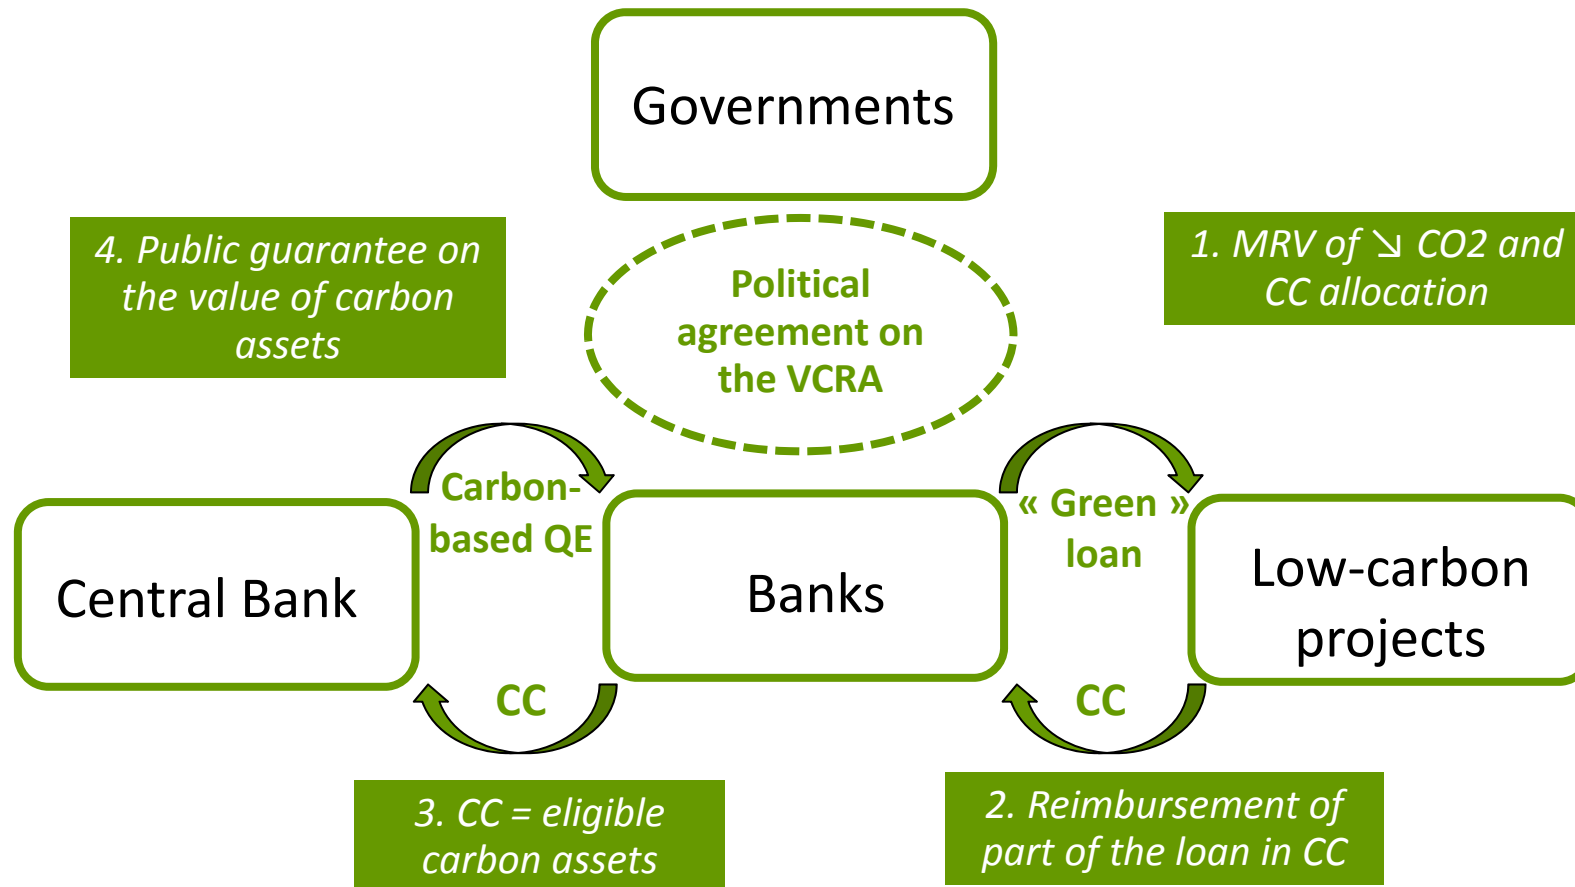 Governments
4. Public guarantee on
the value of carbon
assets
Political
agreement on
the VCRA
1. MRV of ↘ CO2 and
CC allocation
Carbon-
based QE
« Green »
loan
Central Bank
Banks
Low-carbon
projects
CC
CC
3. CC = eligible
carbon assets
2. Reimbursement of
part of the loan in CC